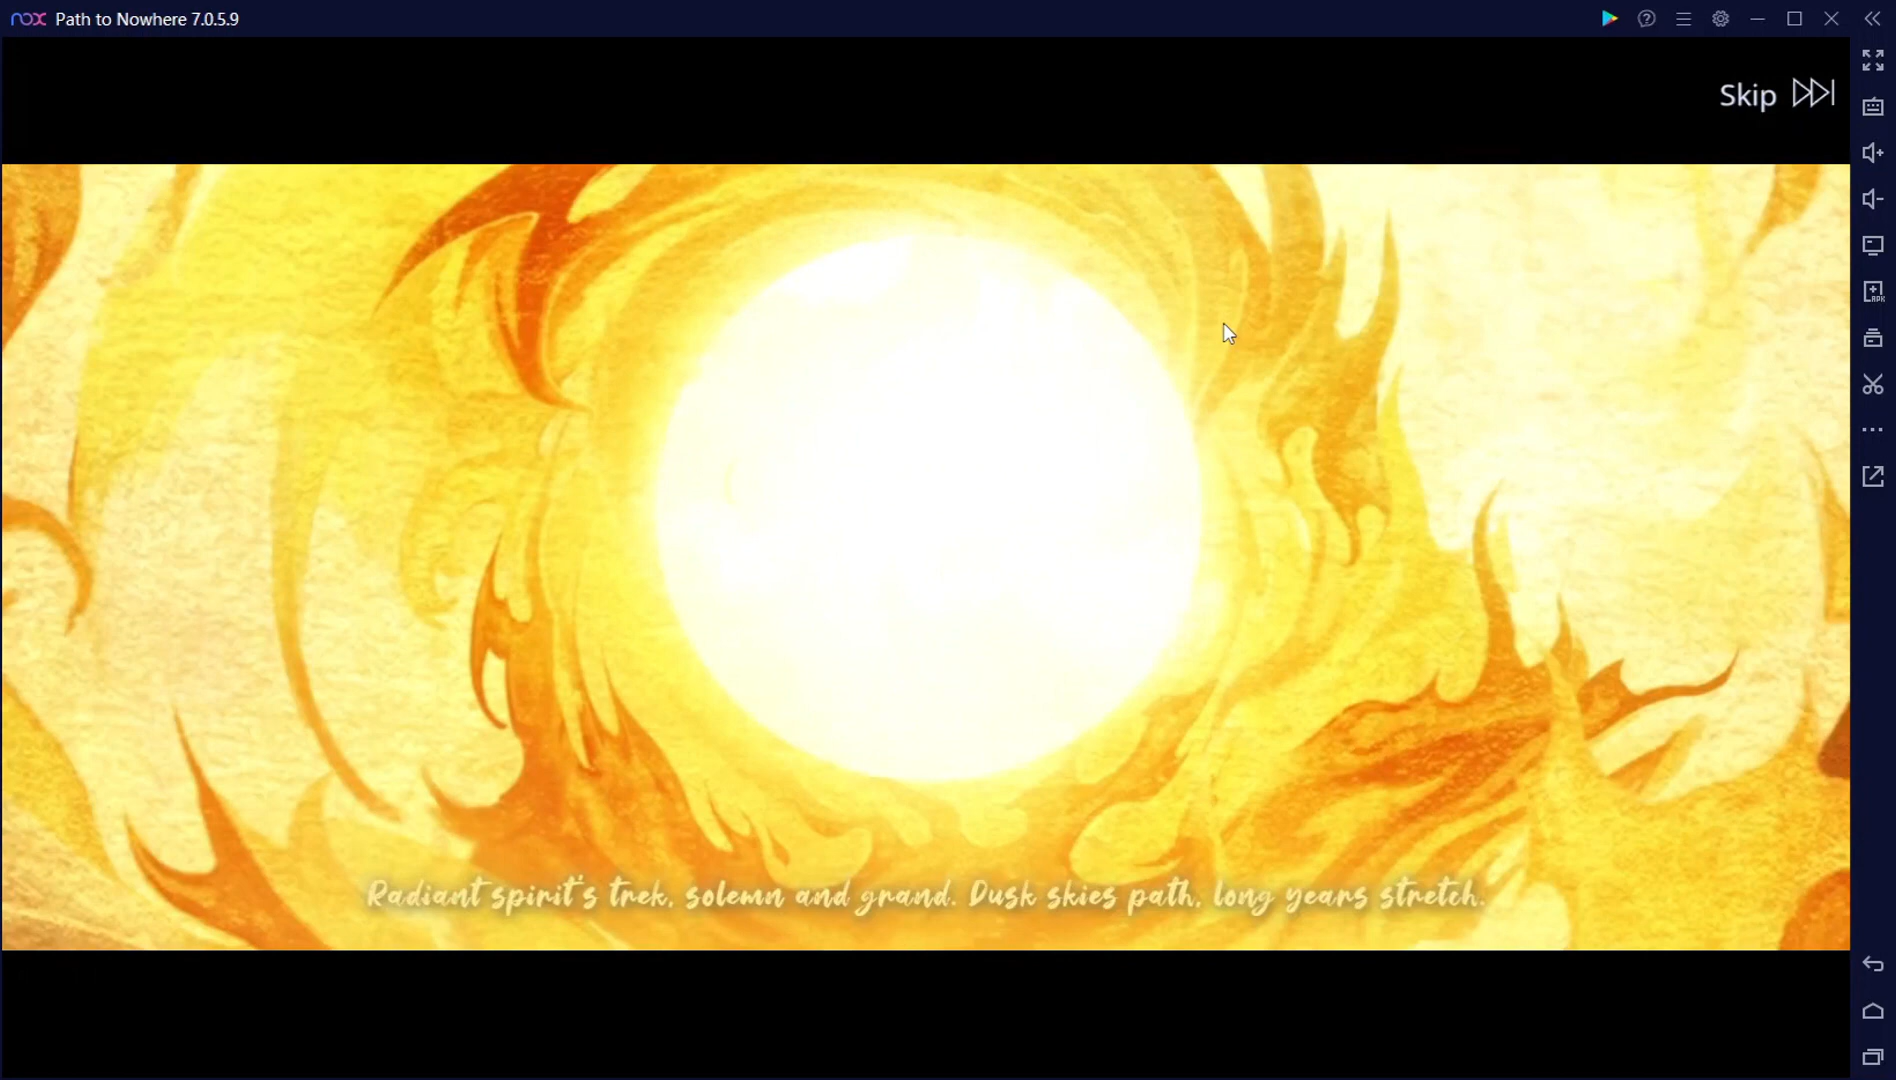 nox Path to Nowhere 7.0.5.9
Skip
Radiant spirit's trek, solemn and grand. Dusk skies path, long years stretch.